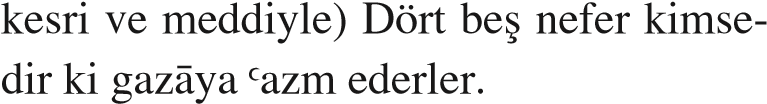 kesri ve meddiyle) Dört beş nefer kimse-
dir ki gazāya ʿazm ederler.